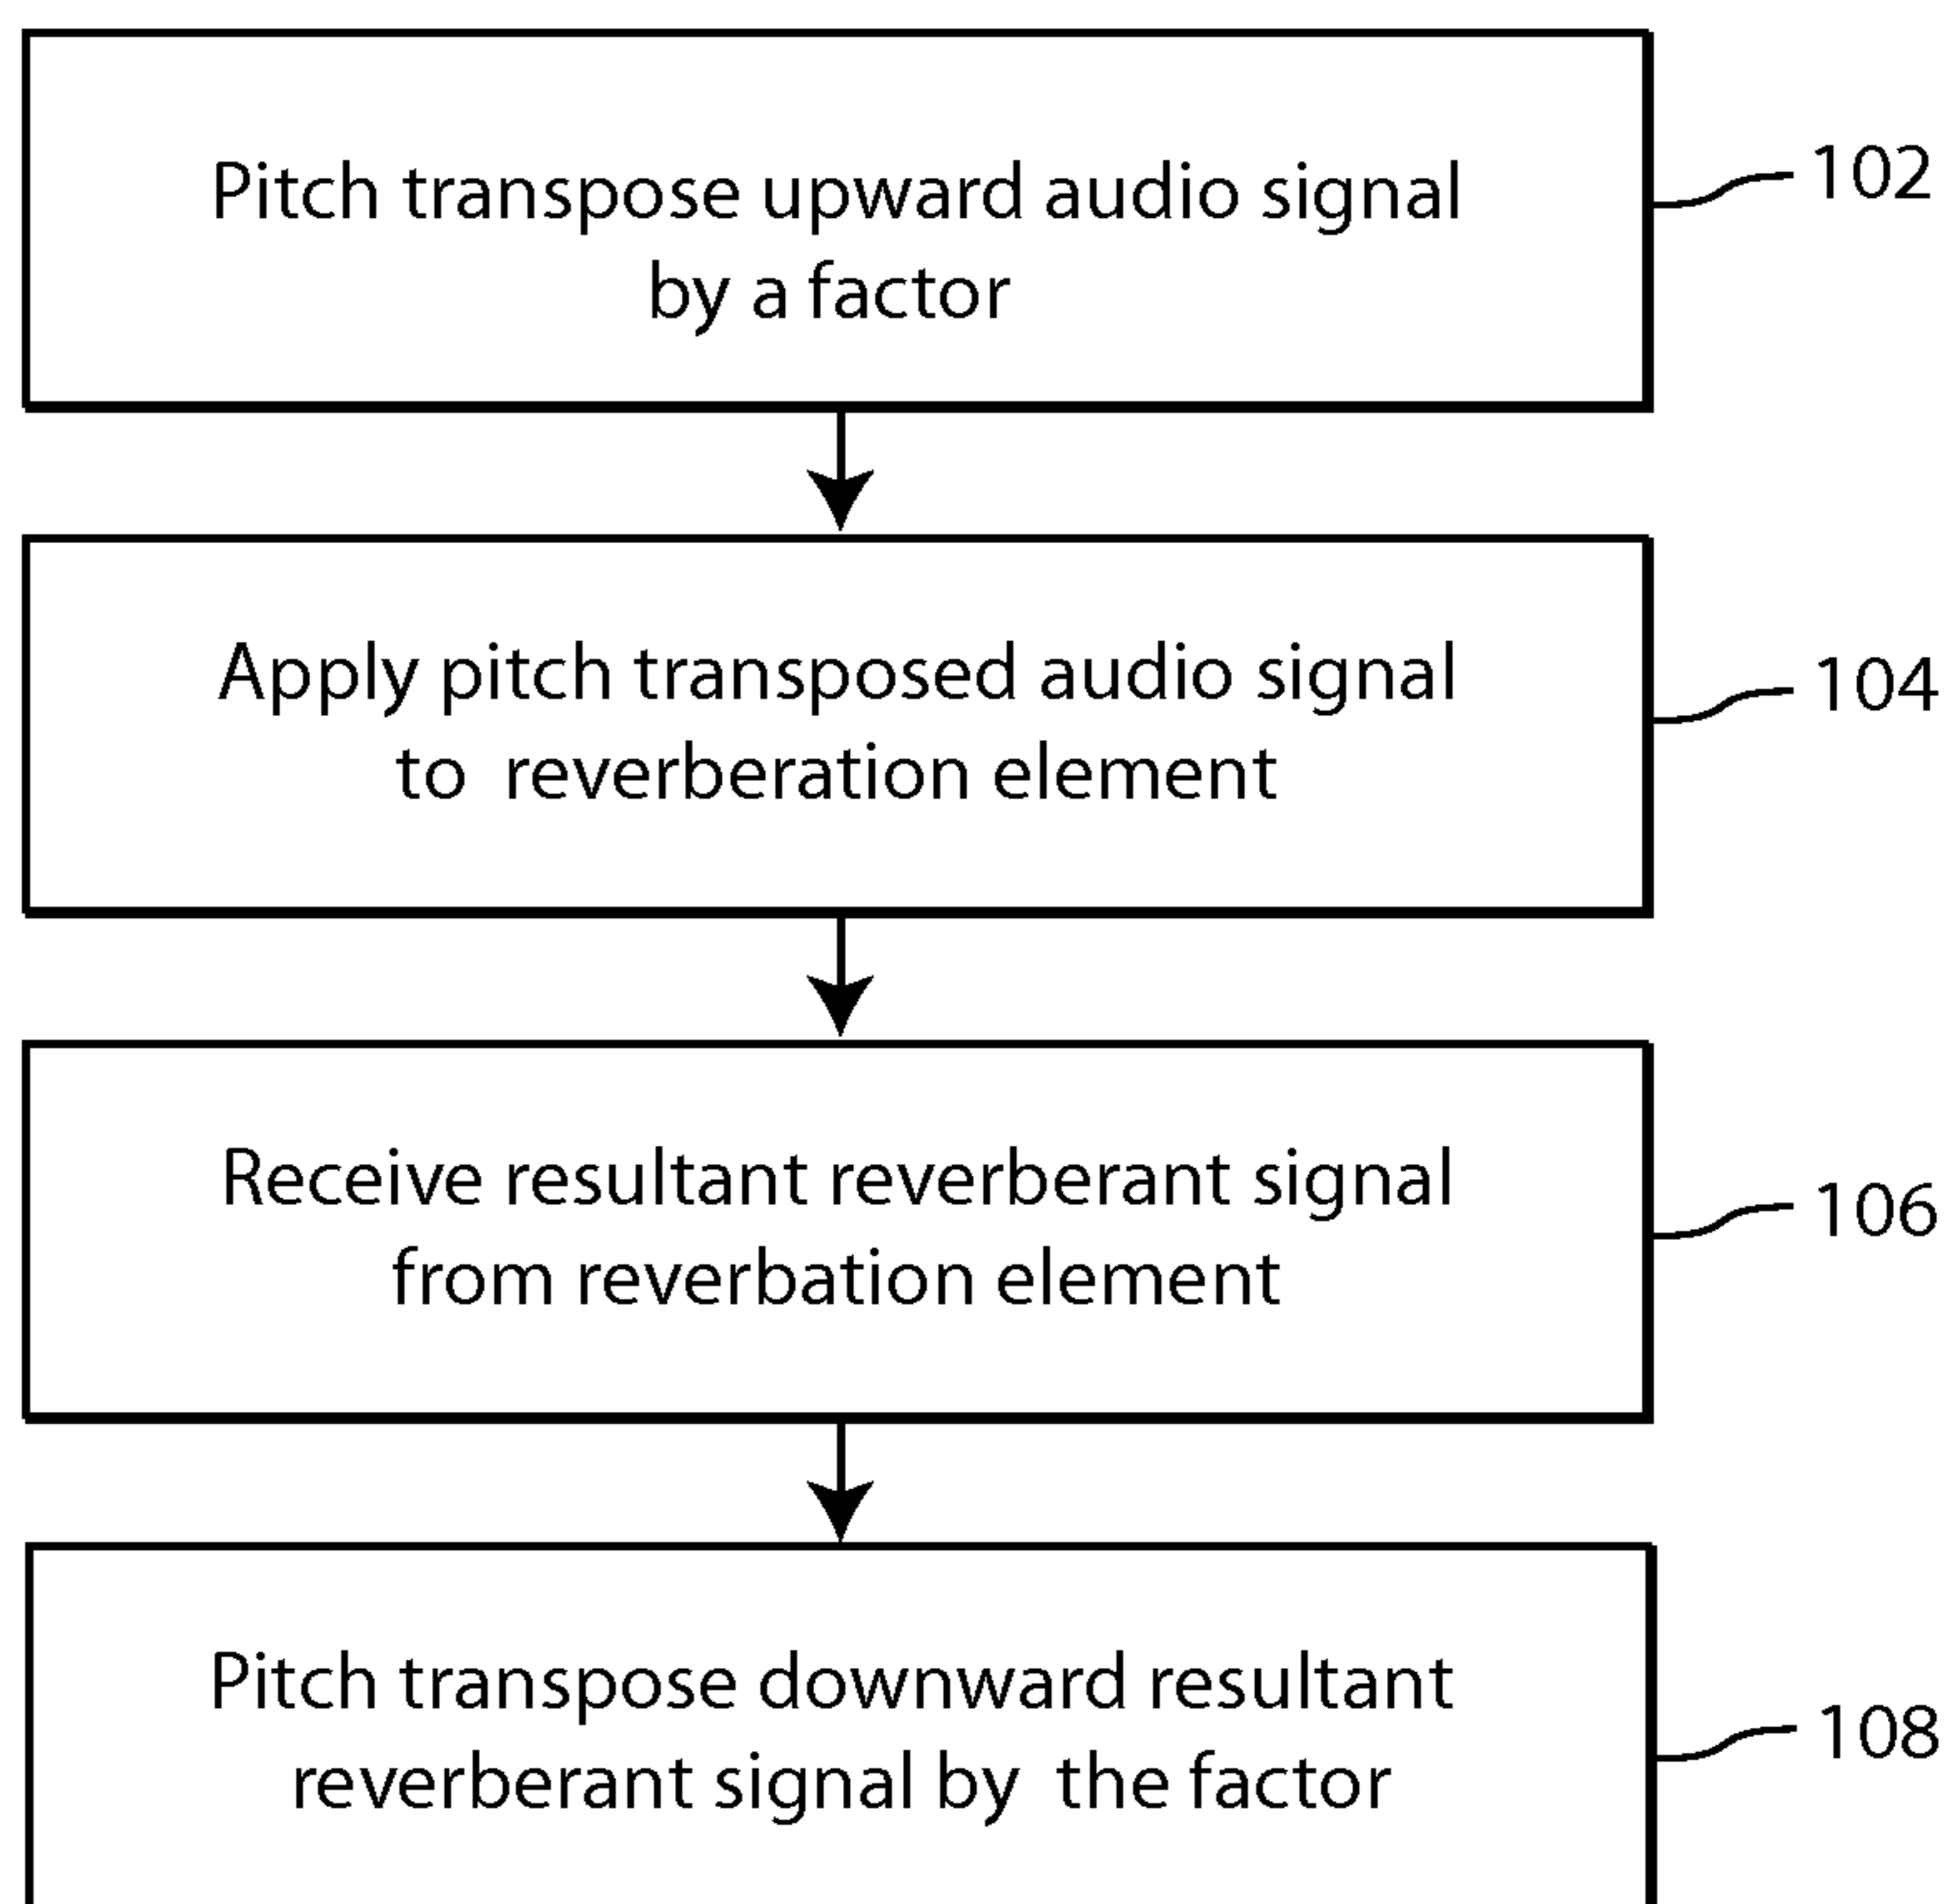 Pitch transpose upward audio signal
by a factor
102
Apply pitch transposed audio signal
to reverberation element
104
Receive resultant reverberant signal
from reverbation element
106
Pitch transpose downward resultant
reverberant signal by the factor
108